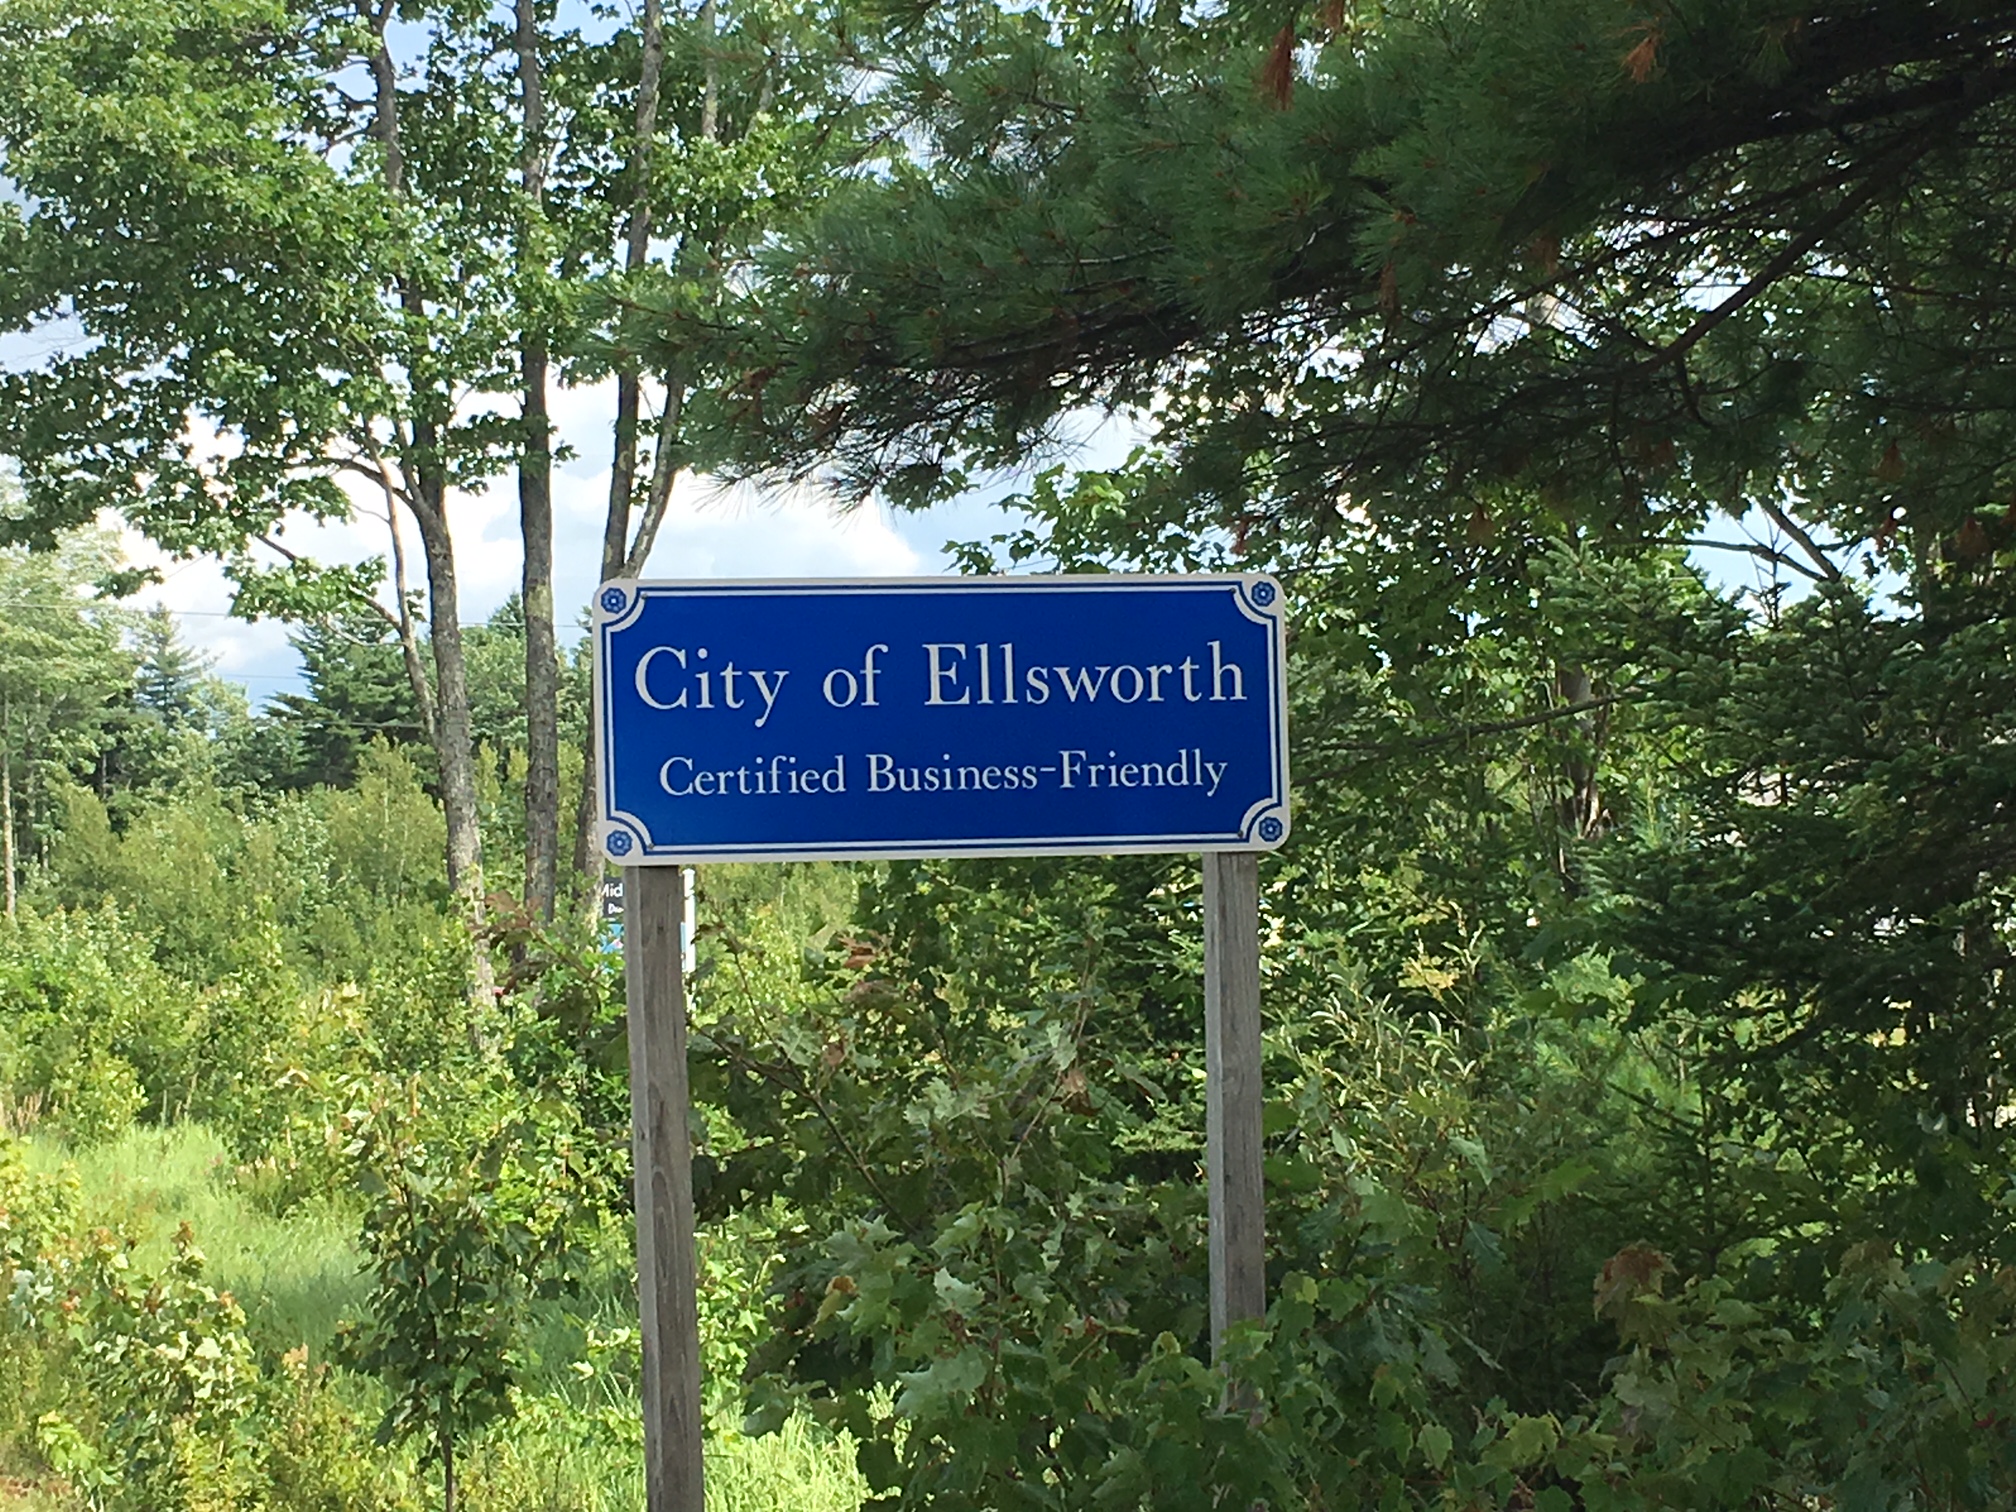 City of Ellsworth
Certified Business-Friendly